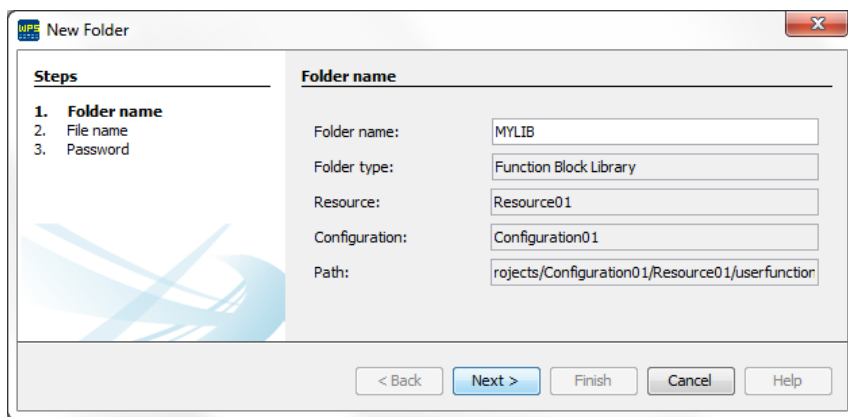 WPS New Folder
Steps
1. Folder name
2. File name
3. Password
Folder name
Folder name: MYLIB
Folder type: Function Block Library
Resource: Resource01
Configuration: Configuration01
Path: rojects/Configuration01/Resource01/userfunction
< Back Next > Finish Cancel Help